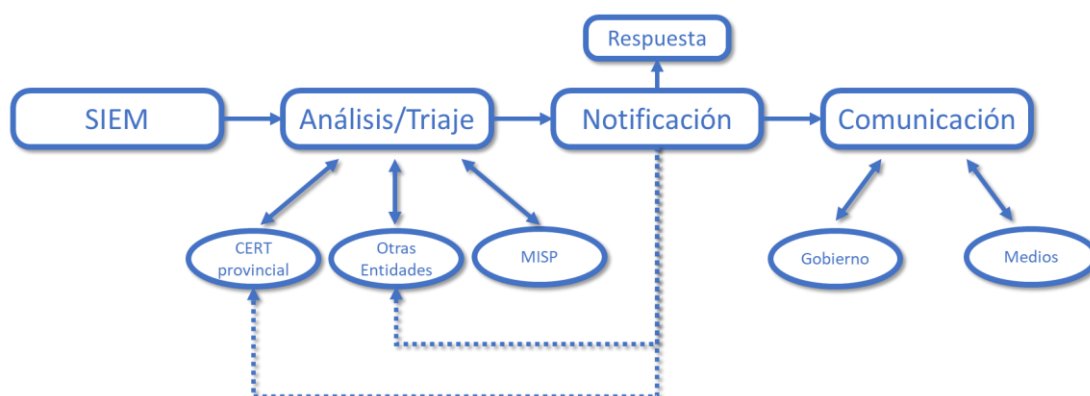 Respuesta
SIEM
Análisis/Triaje
Notificación
Comunicación
CERT
provincial
Otras
Entidades
MISP
Gobierno
Medios